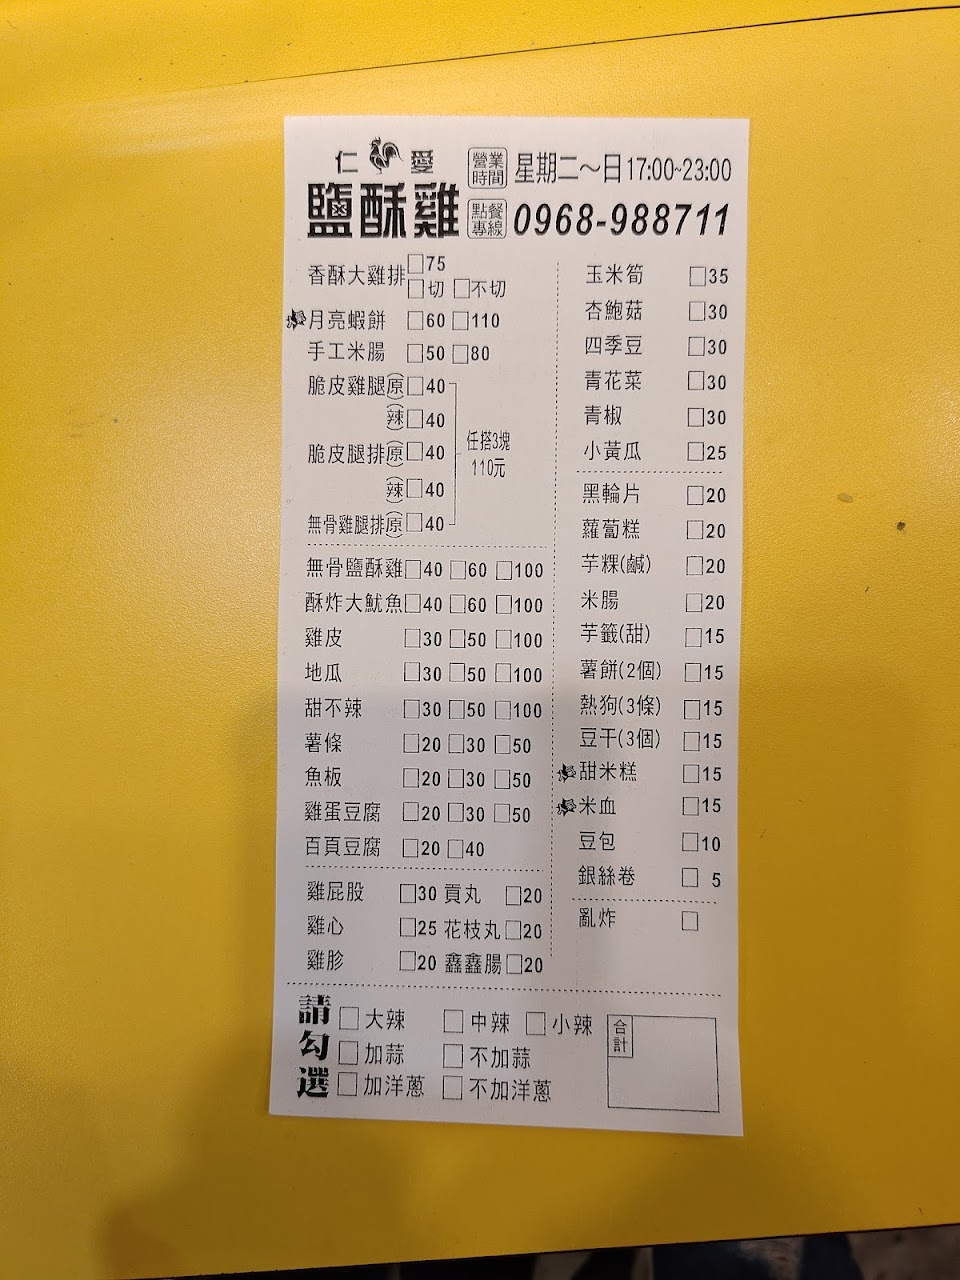 仁愛
鹽酥雞
營業時間 星期二～日17:00~23:00
點餐專線 0968-988711
香酥大雞排 □75
□切 □不切
月亮蝦餅 □60 □110
手工米腸 □50 □80
脆皮雞腿(原) □40
(辣) □40
脆皮腿排(原) □40
(辣) □40
無骨雞腿排(原) □40
任搭3塊
110元
無骨鹽酥雞 □40 □60 □100
酥炸大魷魚 □40 □60 □100
雞皮 □30 □50 □100
地瓜 □30 □50 □100
甜不辣 □30 □50 □100
薯條 □20 □30 □50
魚板 □20 □30 □50
雞蛋豆腐 □20 □30 □50
百頁豆腐 □20 □40
雞屁股 □30 貢丸 □20
雞心 □25 花枝丸 □20
雞胗 □20 鑫鑫腸 □20
玉米筍 □35
杏鮑菇 □30
四季豆 □30
青花菜 □30
青椒 □30
小黃瓜 □25
黑輪片 □20
蘿蔔糕 □20
芋粿(鹹) □20
米腸 □20
芋籤(甜) □15
薯餅(2個) □15
熱狗(3條) □15
豆干(3個) □15
甜米糕 □15
米血 □15
豆包 □10
銀絲卷 □ 5
亂炸 □
請勾選
□大辣 □中辣 □小辣
□加蒜 □不加蒜
□加洋蔥 □不加洋蔥
合計